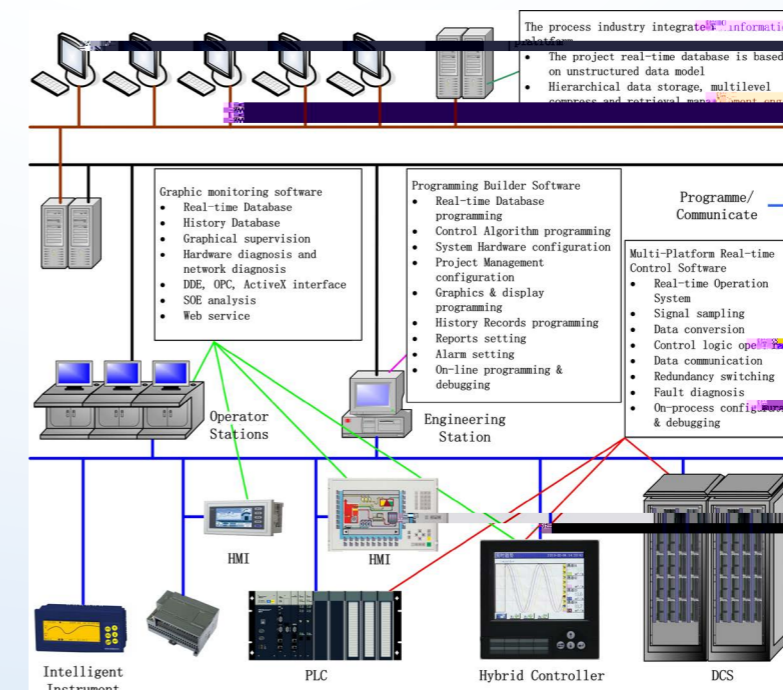 The process industry integrated informatio
platform
• The project real-time database is based
on unstructured data model
• Hierarchical data storage, multilevel
compress and retrieval
Graphic monitoring software
• Real-time Database
• History Database
• Graphical supervision
• Hardware diagnosis and
network diagnosis
• DDE, OPC, ActiveX interface
• SOE analysis
• Web service
Programming Builder Software
• Real-time Database
programming
• Control Algorithm programming
• System Hardware configuration
• Project Management
configuration
• Graphics & display
programming
• History Records programming
• Reports setting
• Alarm setting
• On-line programming &
debugging
Programme/
Communicate
Multi-Platform Real-time
Control Software
• Real-time Operation
System
• Signal sampling
• Data conversion
• Control logic
• Data communication
• Redundancy switching
• Fault diagnosis
• On-process
& debugging
Operator
Stations
Engineering
Station
HMI
HMI
Intelligent
Instrument
PLC
Hybrid Controller
DCS